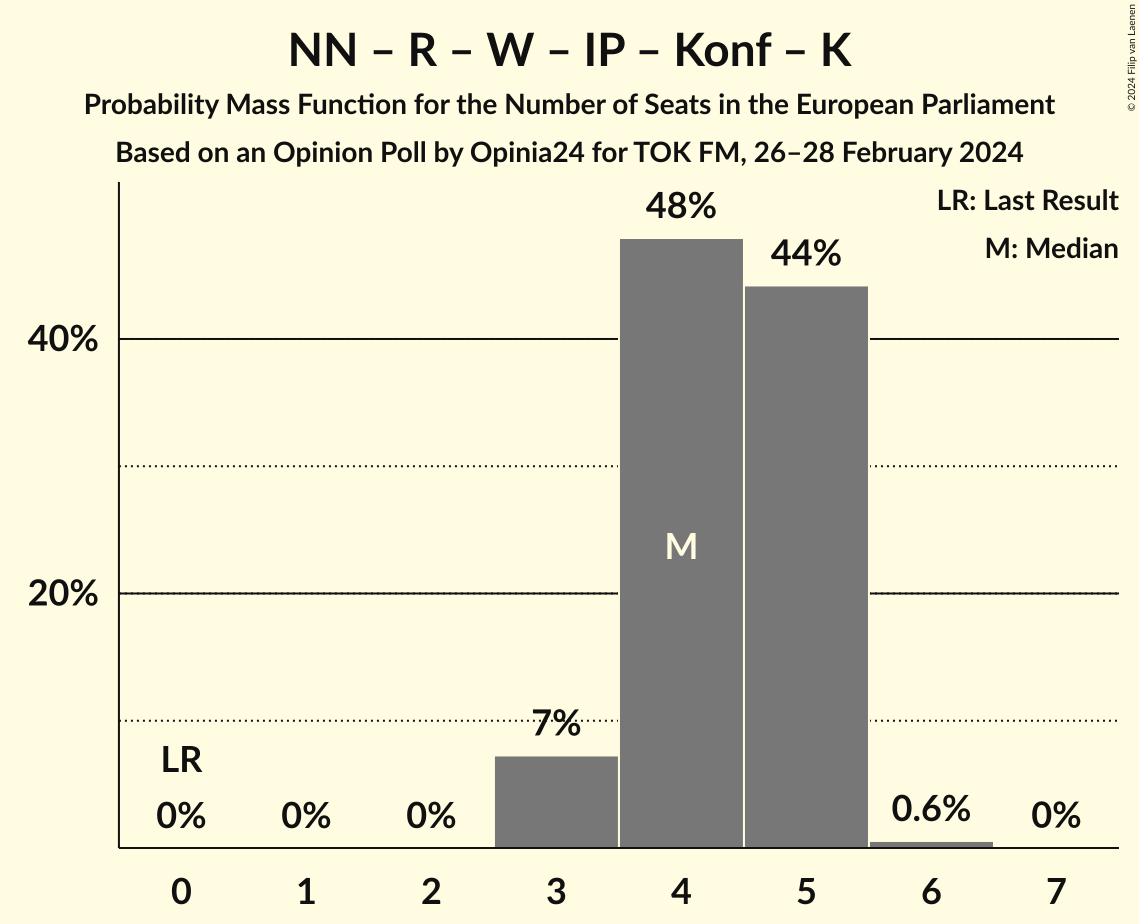 NN – R – W – IP – Konf – K
Probability Mass Function for the Number of Seats in the European Parliament
Based on an Opinion Poll by Opinia24 for TOK FM, 26–28 February 2024
© 2024 Filip van Laenen
LR: Last Result
M: Median
48%
44%
40%
M
20%
7%
LR
0%
0%
0%
0.6%
0%
0 1 2 3 4 5 6 7